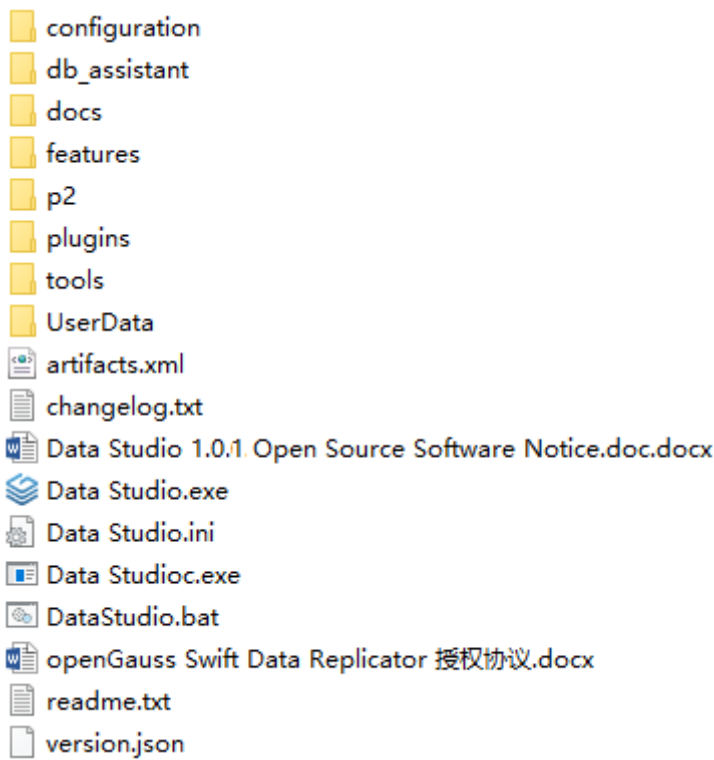 configuration
db_assistant
docs
features
p2
plugins
tools
UserData
artifacts.xml
changelog.txt
Data Studio 1.0.1. Open Source Software Notice.doc.docx
Data Studio.exe
Data Studio.ini
Data Studioc.exe
DataStudio.bat
openGauss Swift Data Replicator 授权协议.docx
readme.txt
version.json